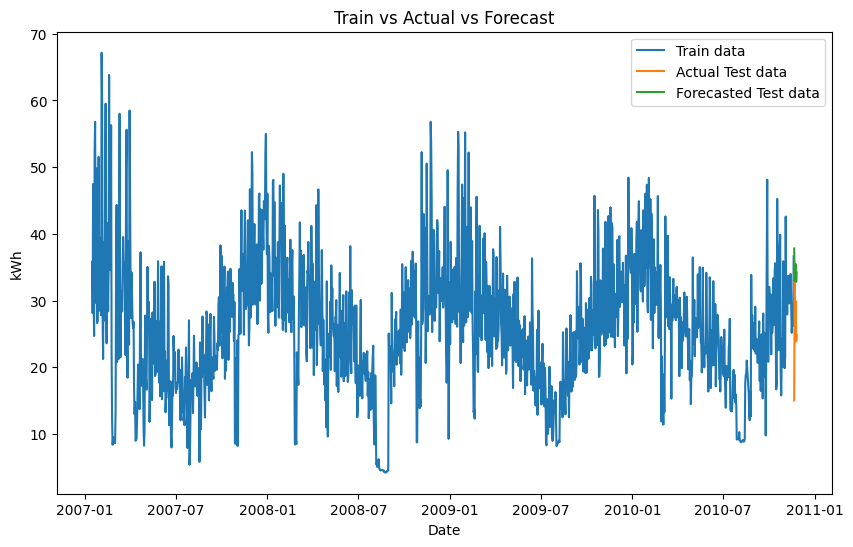 Train vs Actual vs Forecast
Train data
Actual Test data
Forecasted Test data
kWh
70
60
50
40
30
20
10
2007-01
2007-07
2008-01
2008-07
2009-01
2009-07
2010-01
2010-07
2011-01
Date